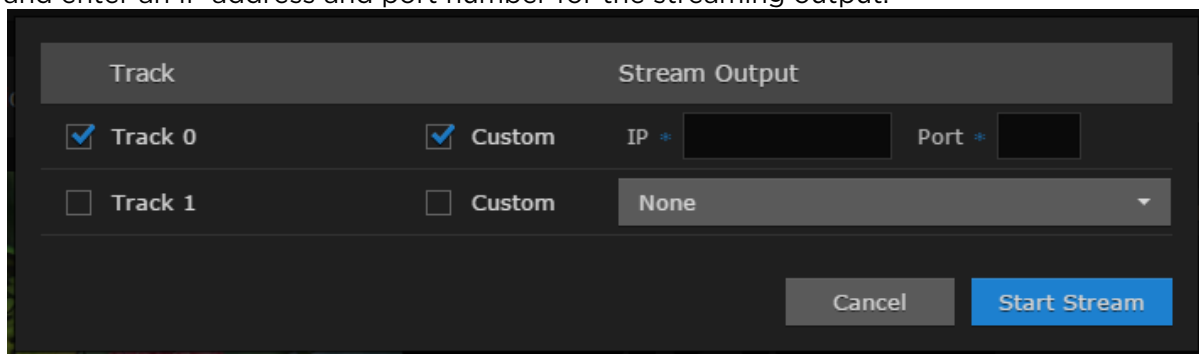 and enter an IP address and port number for the streaming output.
Track Stream Output
Track 0 Custom IP * Port *
Track 1 Custom None
Cancel Start Stream